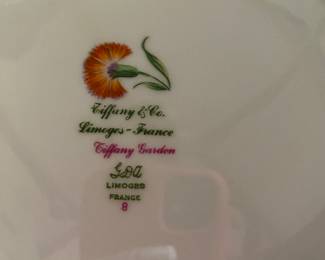 Tiffany & Co.
Limoges - France
Tiffany Garden
GDA
LIMOGES
FRANCE
8